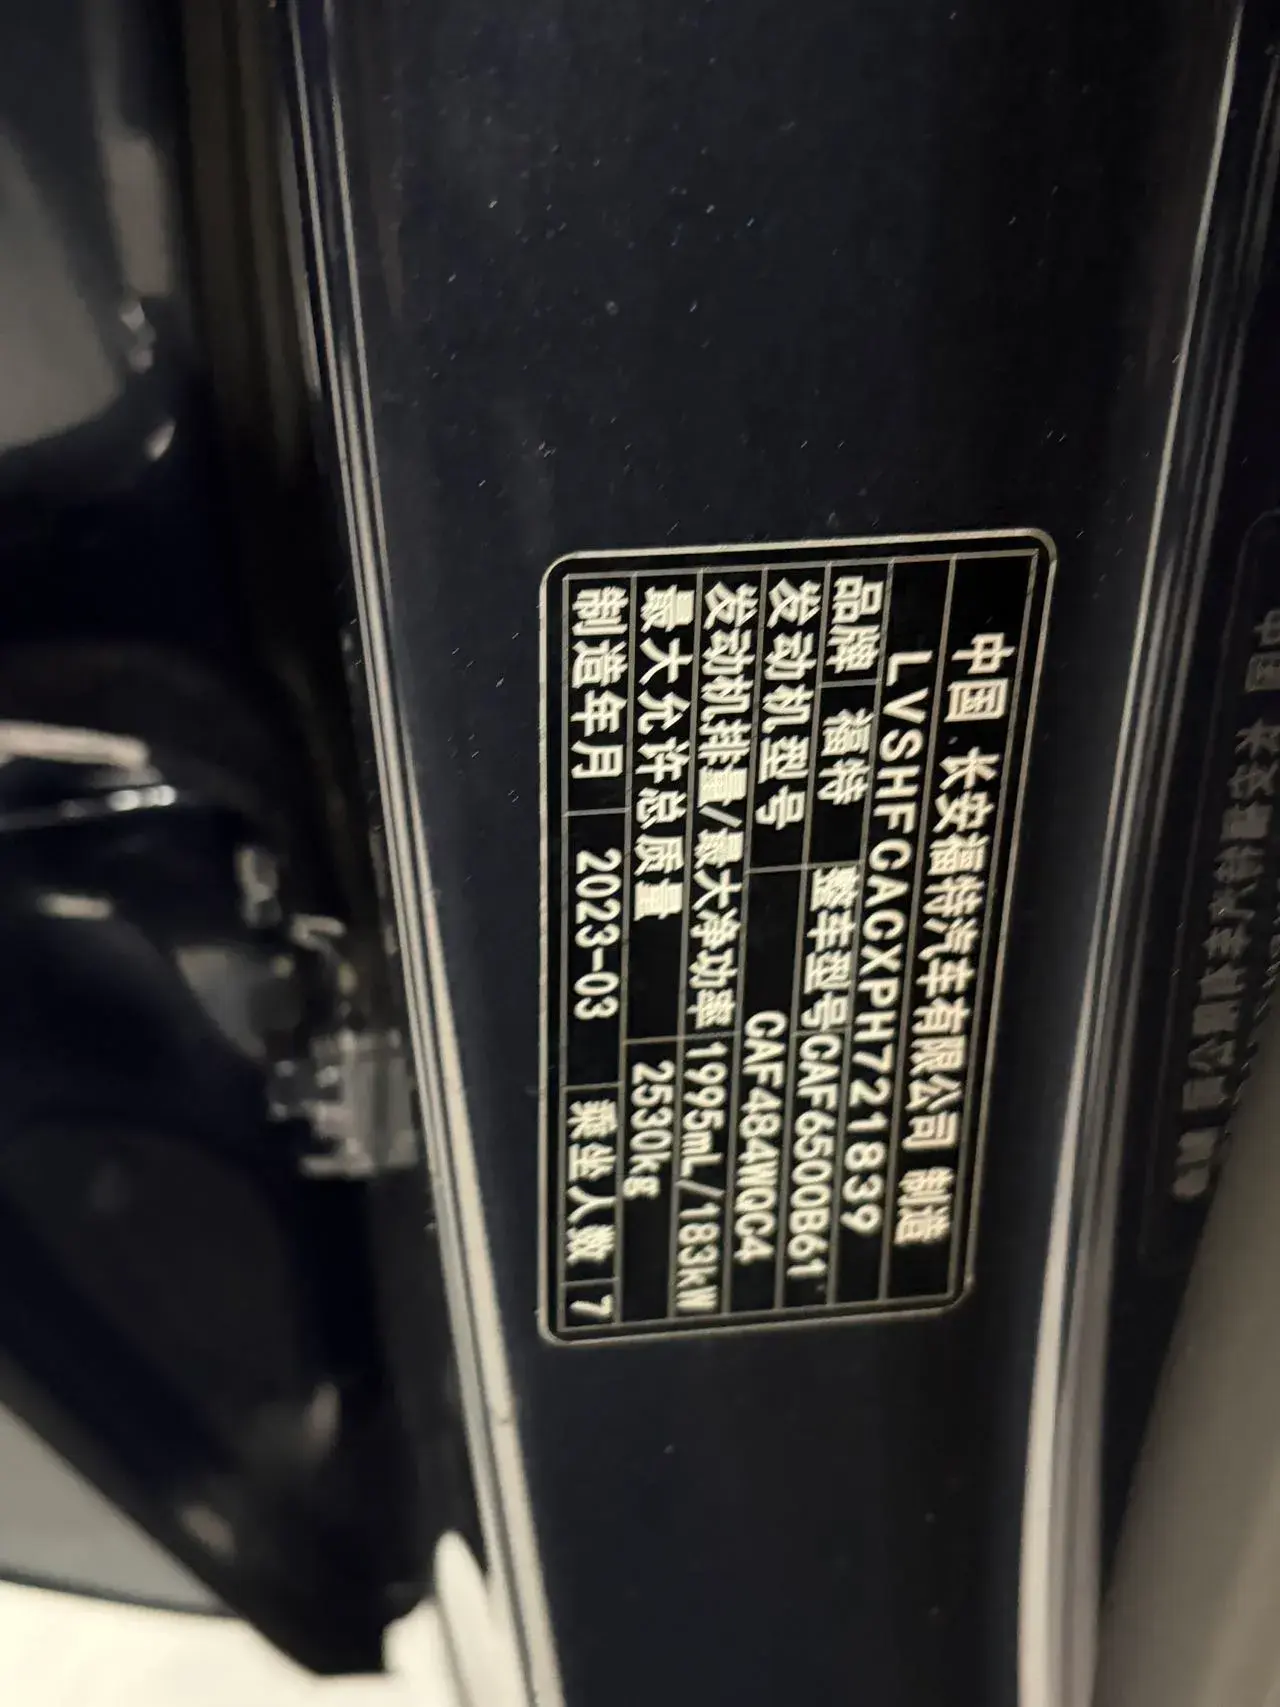 中国 长安福特汽车有限公司 制造
LVSHFGACXPH721839
品牌 福特 整车型号 CAF6500B61
发动机型号 CAF484WQC4
发动机排量/最大净功率 1995mL/183kW
最大允许总质量 2530kg
制造年月 2023-03 乘坐人数 7